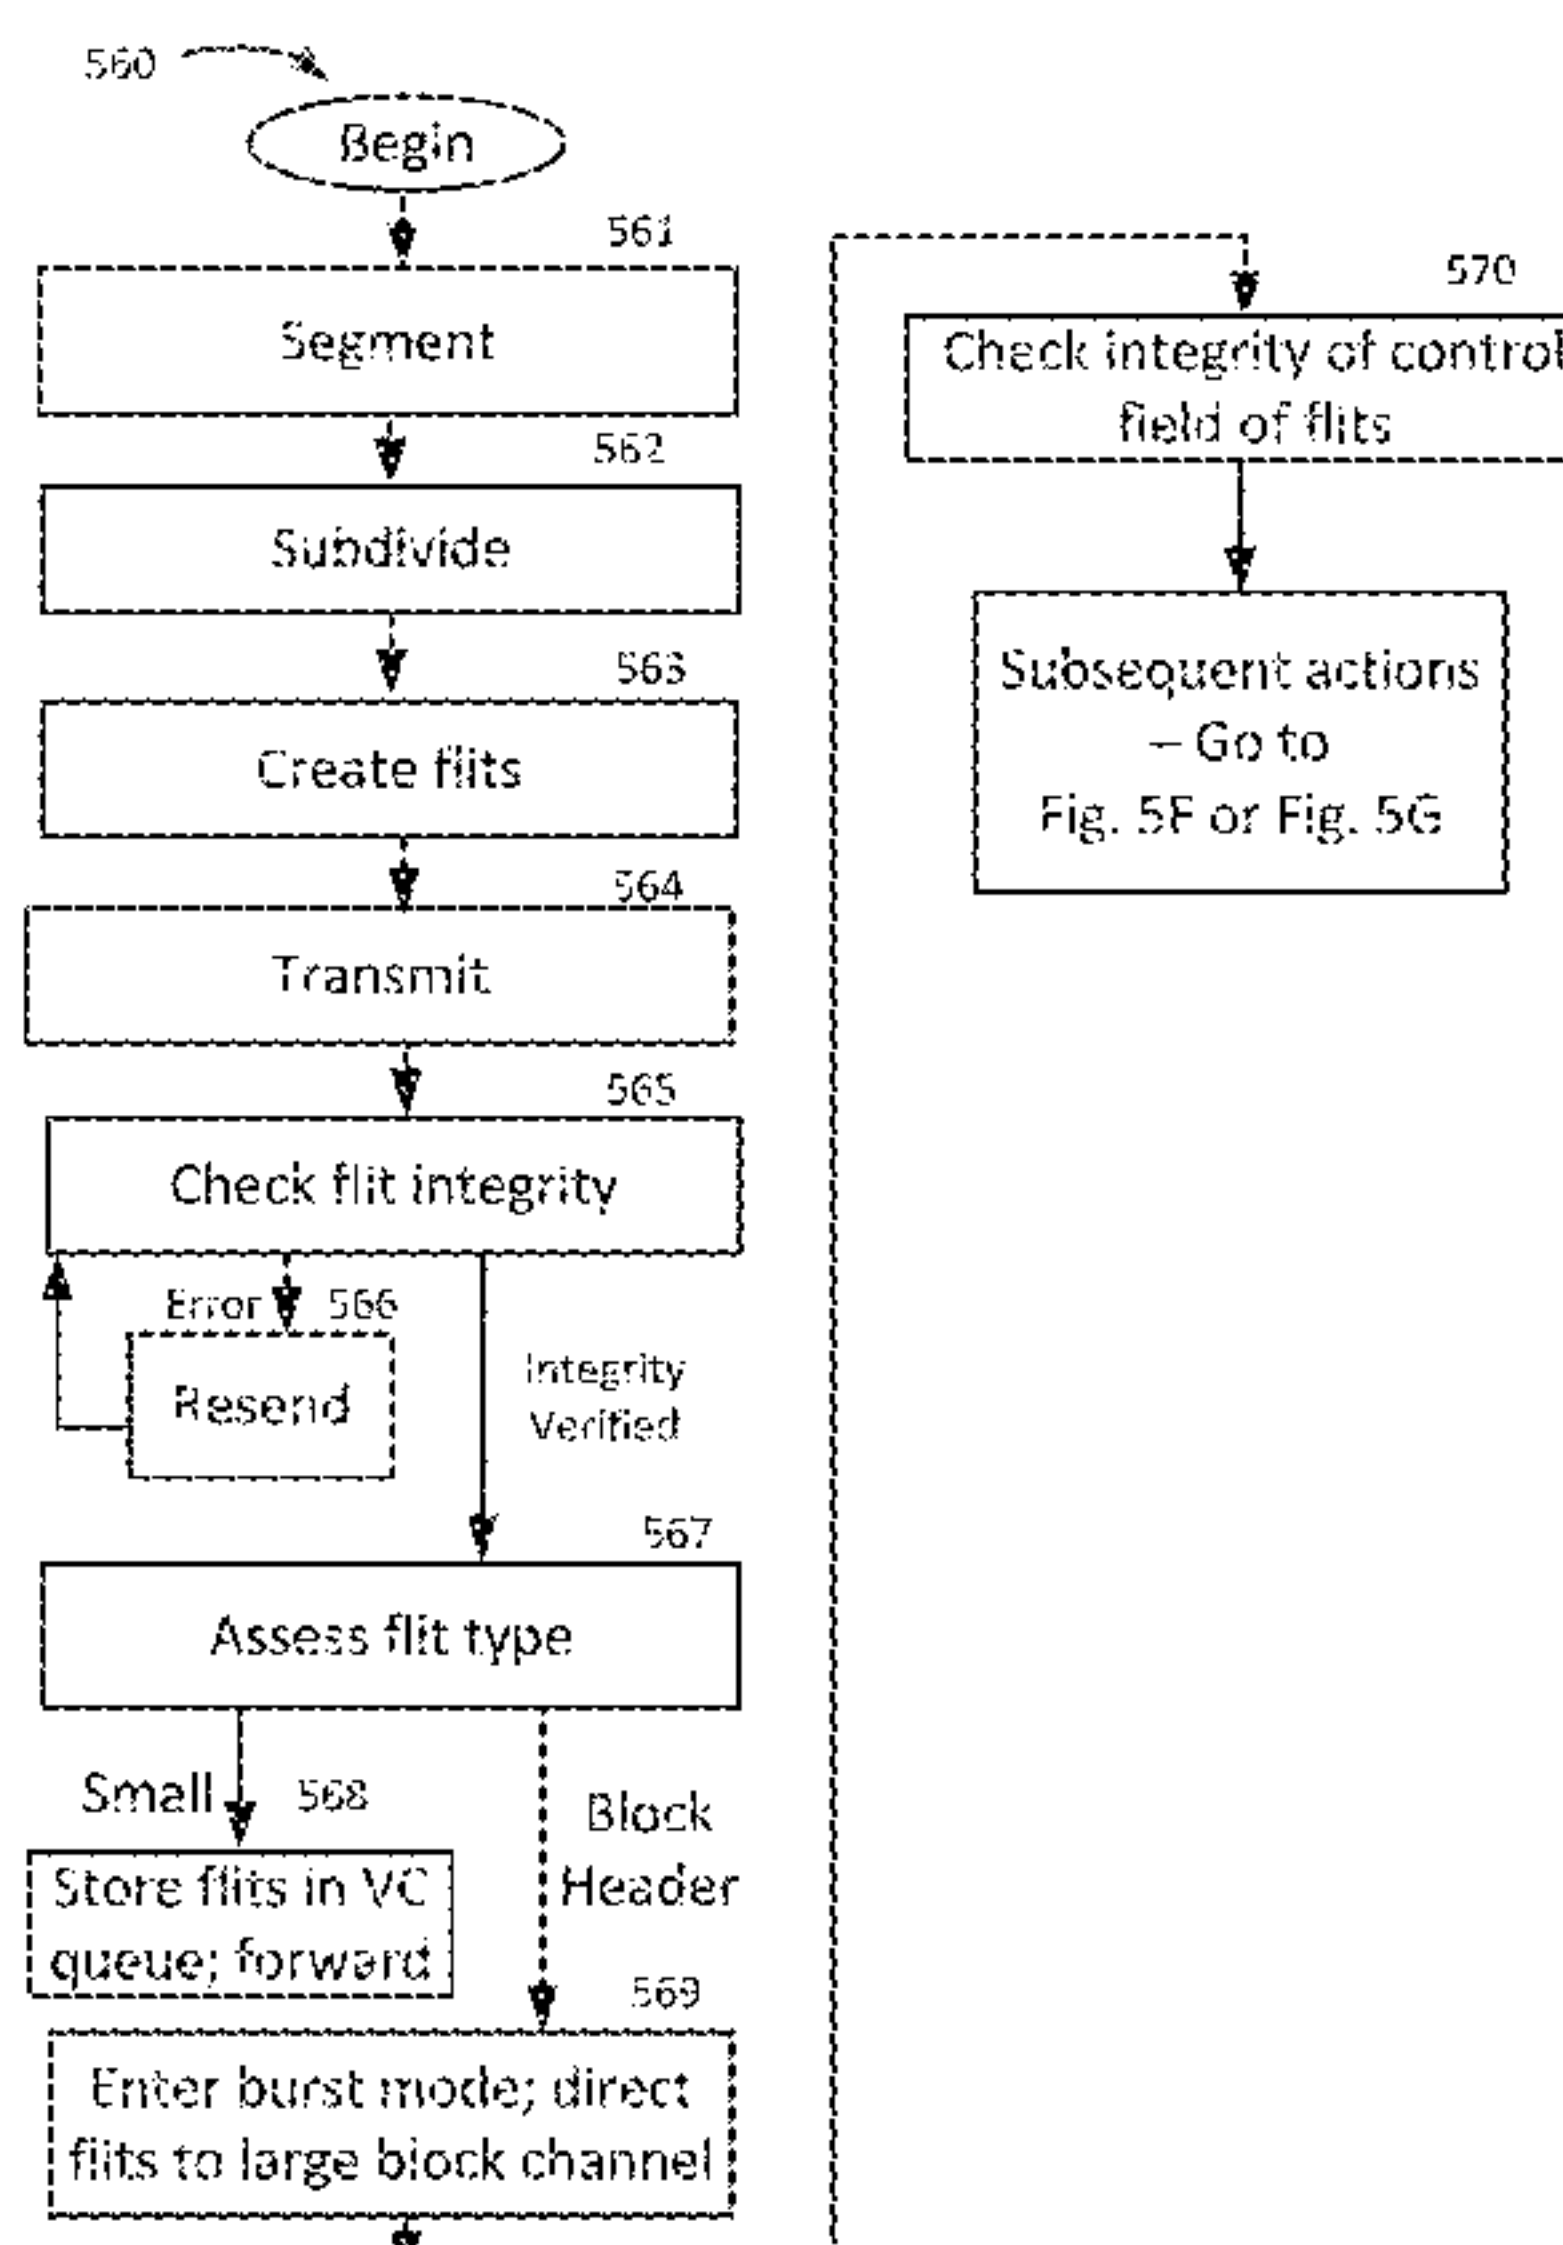 560
Begin
561
Segment
562
Subdivide
563
Create flits
564
Transmit
565
Check flit integrity
Error
566
Resend
Integrity
Verified
567
Assess flit type
Small
568
Block
Header
Store flits in VC
queue; forward
569
Enter burst mode; direct
flits to large block channel
570
Check integrity of control
field of flits
Subsequent actions
– Go to
Fig. 5F or Fig. 5G